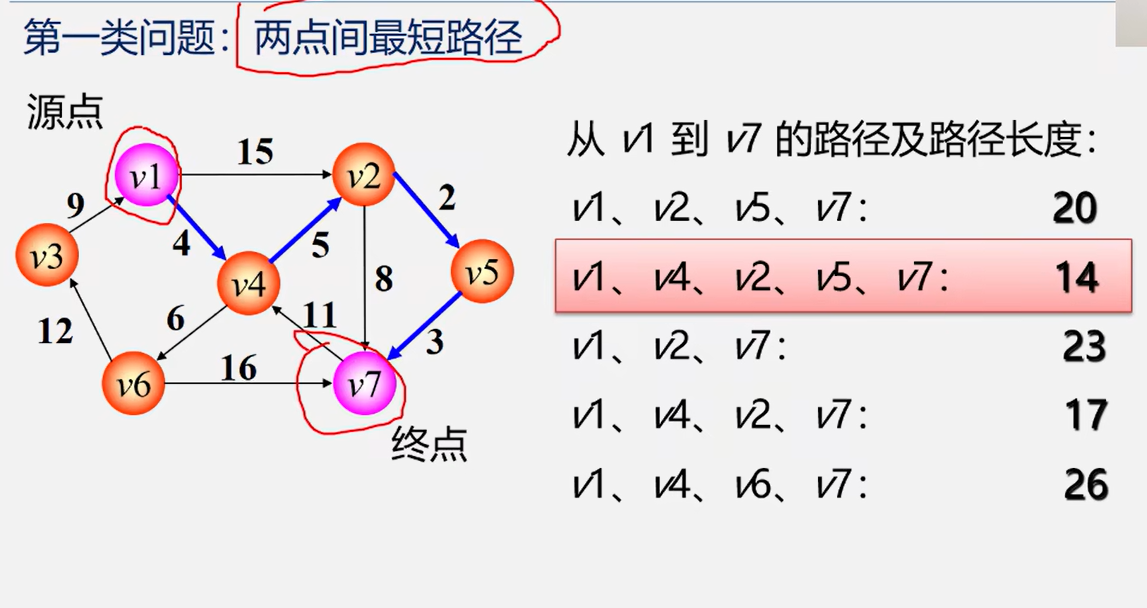 第一类问题：两点间最短路径
源点
从 v1 到 v7 的路径及路径长度：
15
v1
v2
v1、v2、v5、v7： 20
9
2
4
5
v3
v4
8
v5
v1、v4、v2、v5、v7： 14
6
11
12
3
v1、v2、v7： 23
16
v6
v7
v1、v4、v2、v7： 17
终点
v1、v4、v6、v7： 26